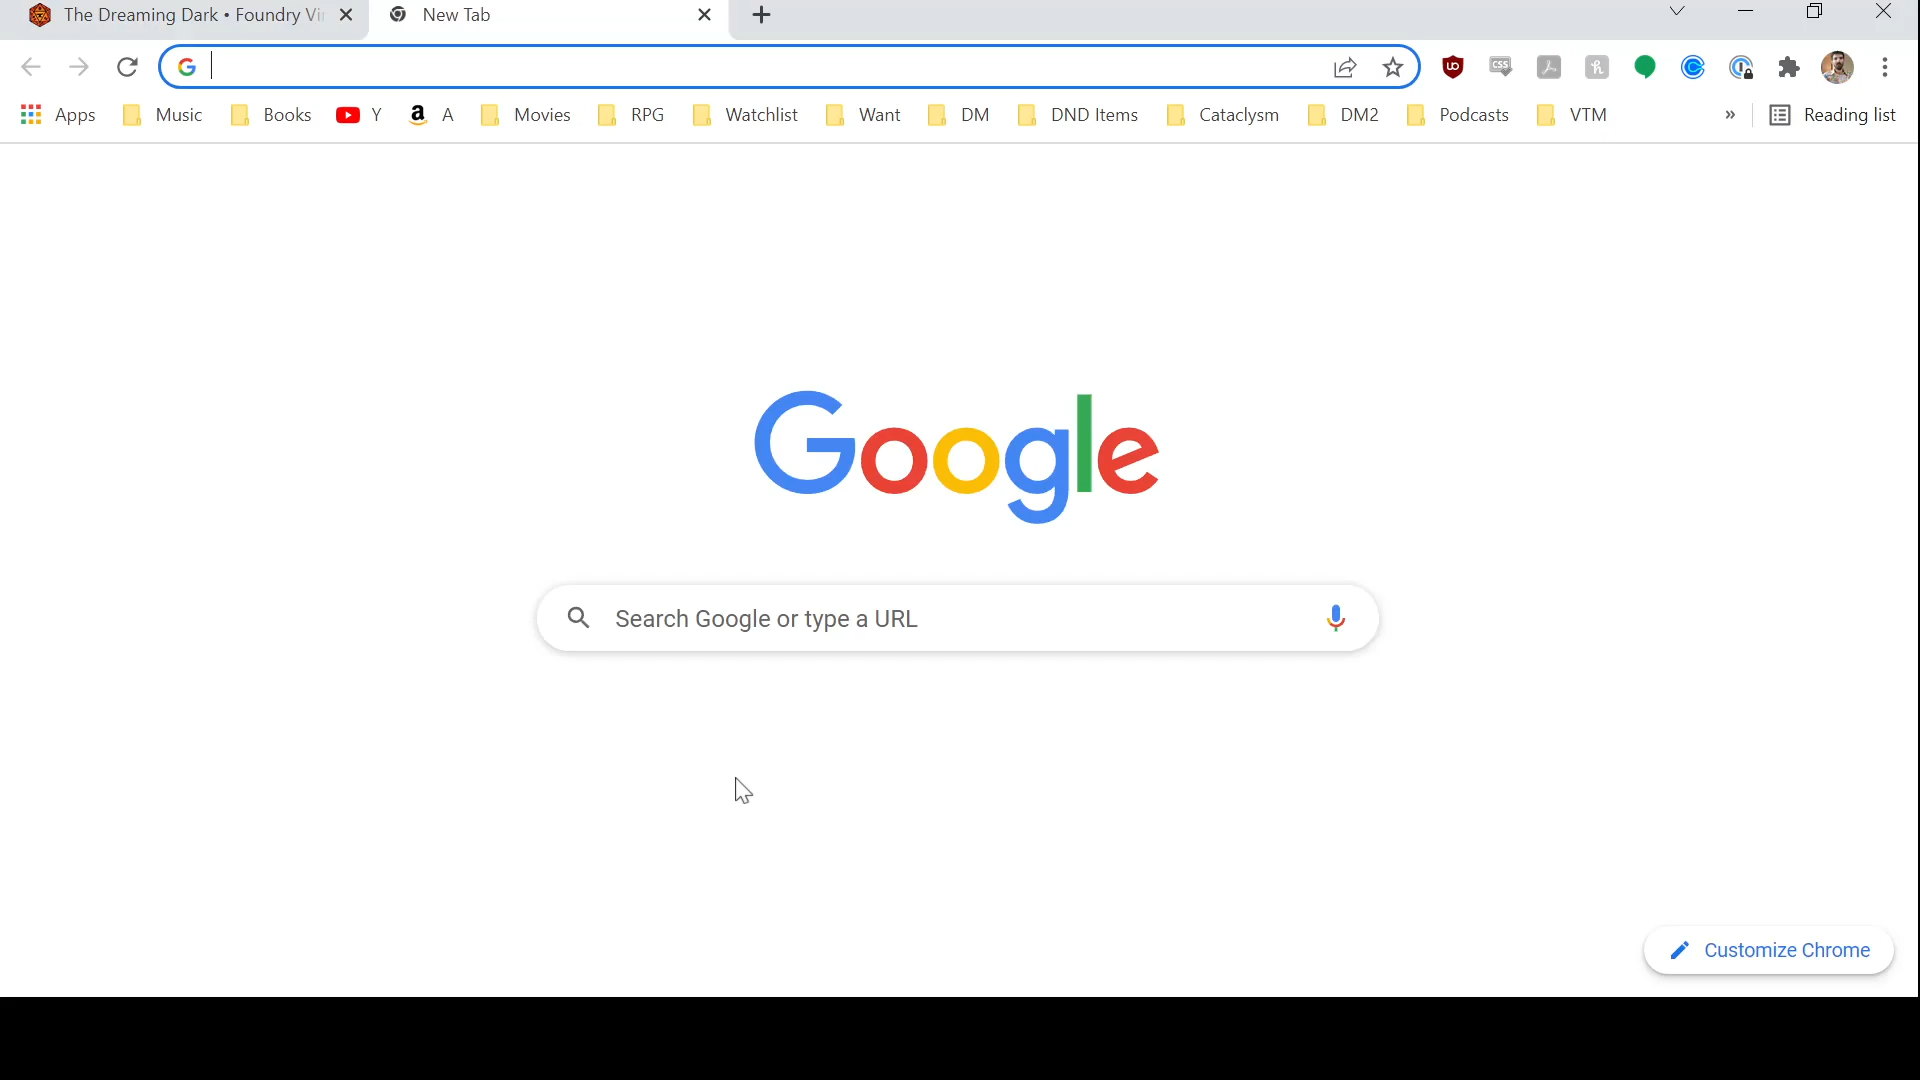 The Dreaming Dark • Foundry Vi
New Tab
Apps Music Books Y A Movies RPG Watchlist Want DM DND Items Cataclysm DM2 Podcasts VTM » Reading list
Google
Search Google or type a URL
Customize Chrome